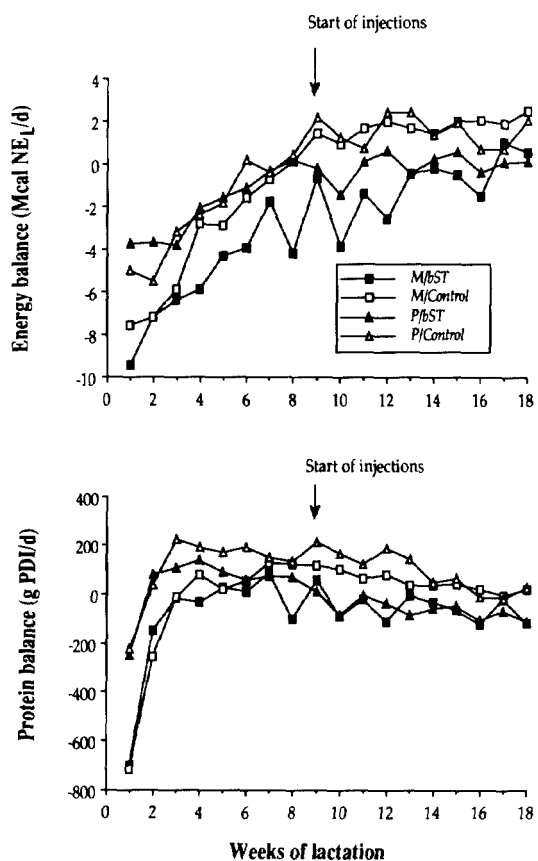 Start of injections
Energy balance (Mcal NEL/d)
4
2
0
-2
-4
-6
-8
-10
M/bST
M/Control
P/bST
P/Control
0 2 4 6 8 10 12 14 16 18
Start of injections
Protein balance (g PDI/d)
400
200
0
-200
-400
-600
-800
0 2 4 6 8 10 12 14 16 18
Weeks of lactation